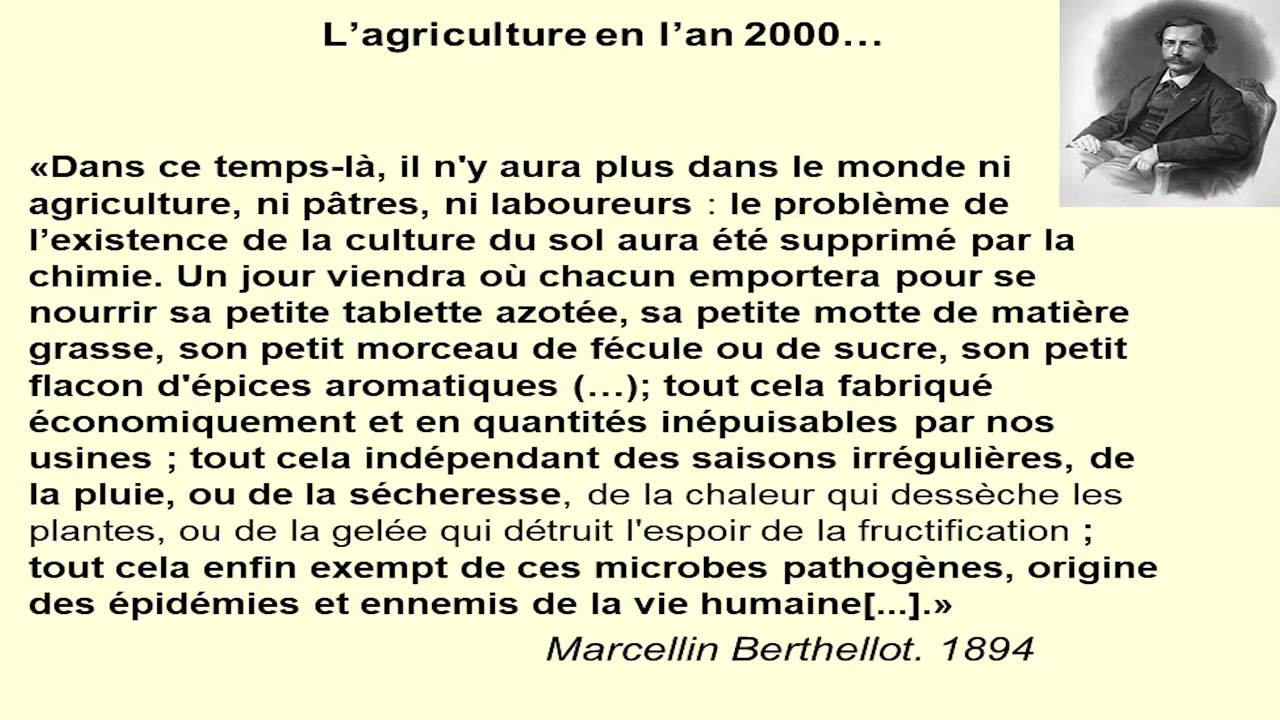 L’agriculture en l’an 2000…
«Dans ce temps-là, il n'y aura plus dans le monde ni
agriculture, ni pâtres, ni laboureurs : le problème de
l’existence de la culture du sol aura été supprimé par la
chimie. Un jour viendra où chacun emportera pour se
nourrir sa petite tablette azotée, sa petite motte de matière
grasse, son petit morceau de fécule ou de sucre, son petit
flacon d'épices aromatiques (…); tout cela fabriqué
économiquement et en quantités inépuisables par nos
usines ; tout cela indépendant des saisons irrégulières, de
la pluie, ou de la sécheresse, de la chaleur qui dessèche les
plantes, ou de la gelée qui détruit l'espoir de la fructification ;
tout cela enfin exempt de ces microbes pathogènes, origine
des épidémies et ennemis de la vie humaine[...].»
Marcellin Berthellot. 1894